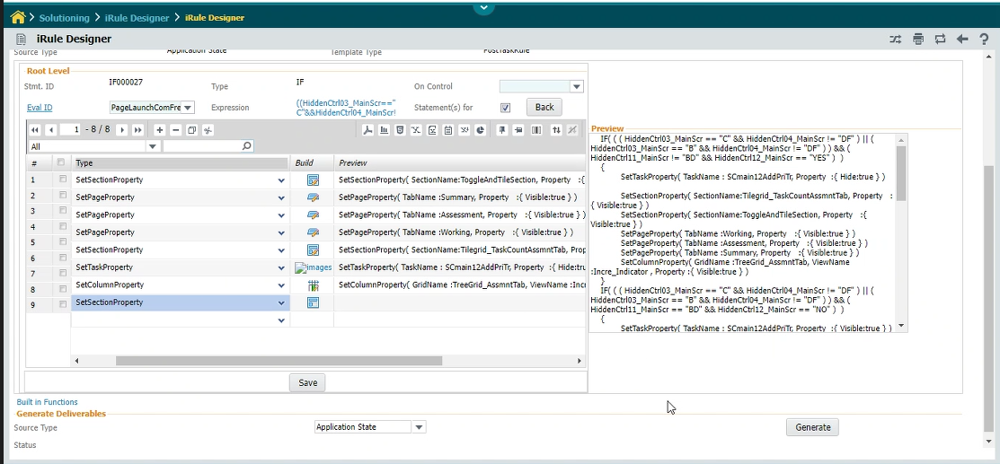 Solutioning > iRule Designer > iRule Designer
iRule Designer
Source Type Application State Template Type PostTaskRule
Root Level
Stmt. ID IF000027 Type IF On Control
Eval ID PageLaunchComFre Expression ((HiddenCtrl03_MainScr=="
C"&&HiddenCtrl04_MainScr! Statement(s) for Back
1 - 8 / 8
All
# Type Build Preview
1 SetSectionProperty SetSectionProperty( SectionName:ToggleAndTileSection, Property :{
2 SetPageProperty SetPageProperty( TabName :Summary, Property :{ Visible:true } )
3 SetPageProperty SetPageProperty( TabName :Assessment, Property :{ Visible:true } )
4 SetPageProperty SetPageProperty( TabName :Working, Property :{ Visible:true } )
5 SetSectionProperty SetSectionProperty( SectionName:Tilegrid_TaskCountAssmntTab, Prop
6 SetTaskProperty images SetTaskProperty( TaskName : SCmain12AddPriTr, Property :{ Hide:tru
7 SetColumnProperty SetColumnProperty( GridName :TreeGrid_AssmntTab, ViewName :Incr
8 SetSectionProperty
9
Save
Preview
IF( ( ( HiddenCtrl03_MainScr == "C" && HiddenCtrl04_MainScr != "DF" ) || (
HiddenCtrl03_MainScr == "B" && HiddenCtrl04_MainScr != "DF" ) ) && (
HiddenCtrl11_MainScr != "BD" && HiddenCtrl12_MainScr == "YES" ) )
{
SetTaskProperty( TaskName : SCmain12AddPriTr, Property :{ Hide:true } )
SetSectionProperty( SectionName:Tilegrid_TaskCountAssmntTab, Property :
{ Visible:true } )
SetSectionProperty( SectionName:ToggleAndTileSection, Property :{
Visible:true } )
SetPageProperty( TabName :Working, Property :{ Visible:true } )
SetPageProperty( TabName :Assessment, Property :{ Visible:true } )
SetPageProperty( TabName :Summary, Property :{ Visible:true } )
SetColumnProperty( GridName :TreeGrid_AssmntTab, ViewName
:Incre_Indicator , Property :{ Visible:true } )
}
IF( ( ( HiddenCtrl03_MainScr == "C" && HiddenCtrl04_MainScr != "DF" ) || (
HiddenCtrl03_MainScr == "B" && HiddenCtrl04_MainScr != "DF" ) ) && (
HiddenCtrl11_MainScr == "BD" && HiddenCtrl12_MainScr == "NO" ) )
{
SetTaskProperty( TaskName : SCmain12AddPriTr, Property :{ Visible:true } )
Built in Functions
Generate Deliverables
Source Type Application State Generate
Status